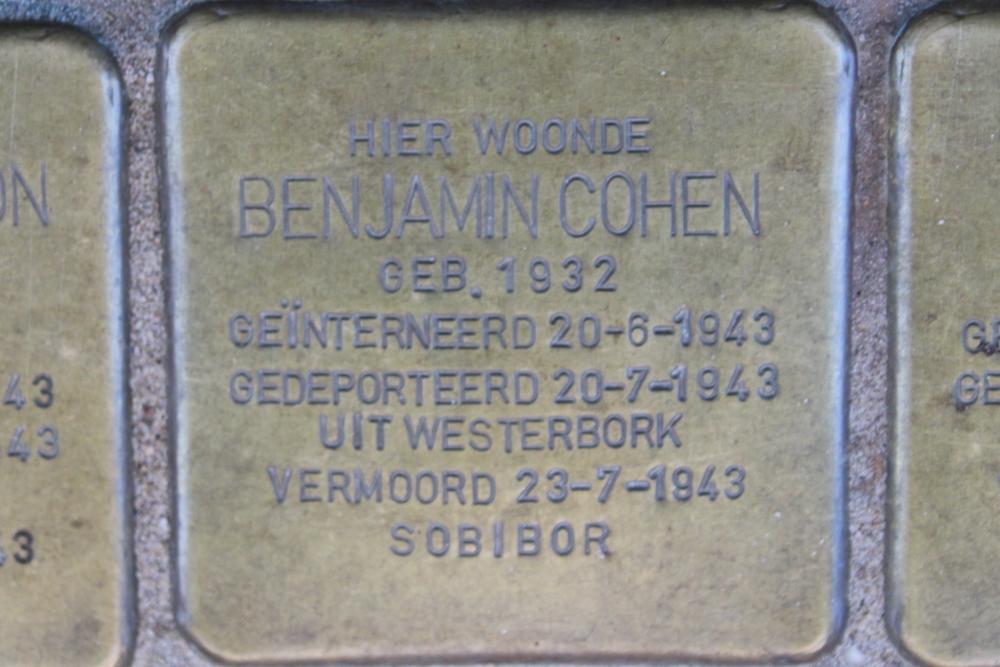 HIER WOONDE
BENJAMIN COHEN
GEB. 1932
GEÏNTERNEERD 20-6-1943
GEDEPORTEERD 20-7-1943
UIT WESTERBORK
VERMOORD 23-7-1943
SOBIBOR